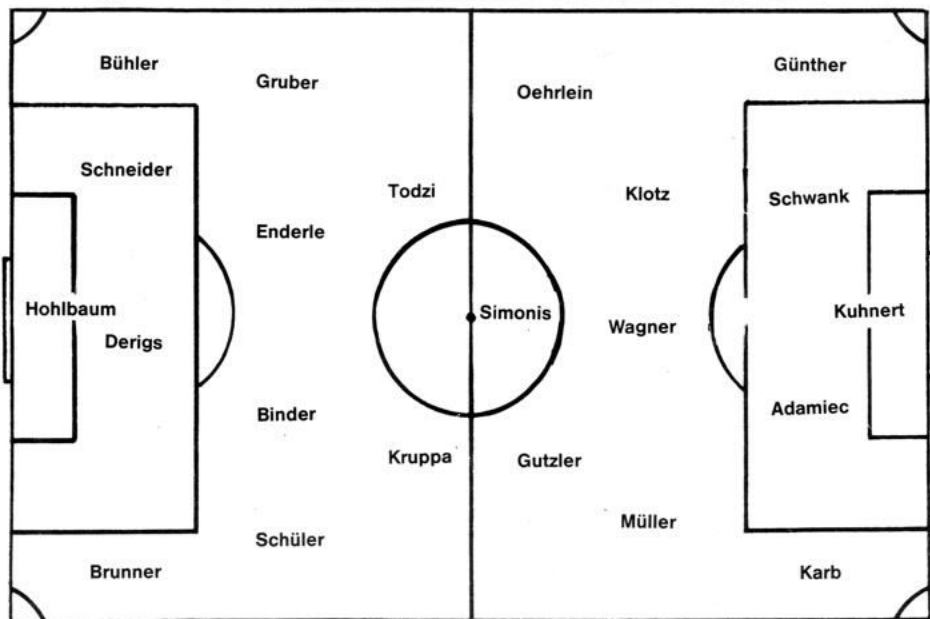 Bühler
Gruber
Oehrlein
Günther
Schneider
Todzi
Klotz
Schwank
Enderle
Hohlbaum
Derigs
Simonis
Wagner
Kuhnert
Binder
Kruppa
Gutzler
Adamiec
Schüler
Müller
Brunner
Karb